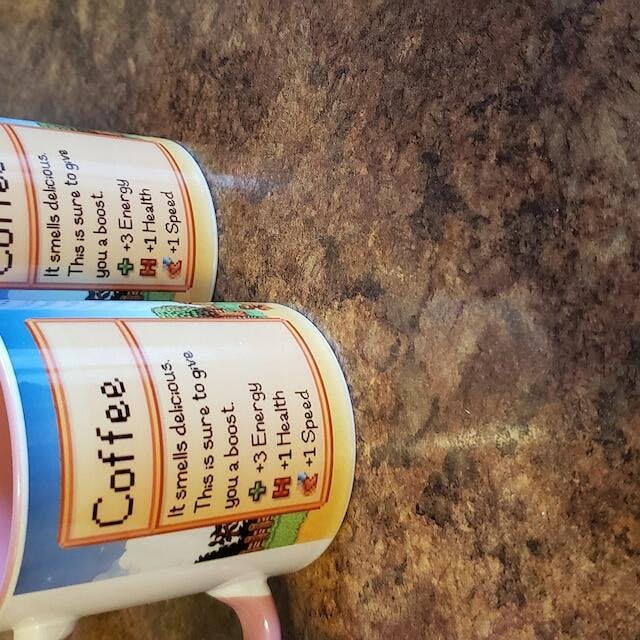 Coffee
It smells delicious.
This is sure to give
you a boost.
+3 Energy
+1 Health
+1 Speed
Coffee
It smells delicious.
This is sure to give
you a boost.
+3 Energy
+1 Health
+1 Speed